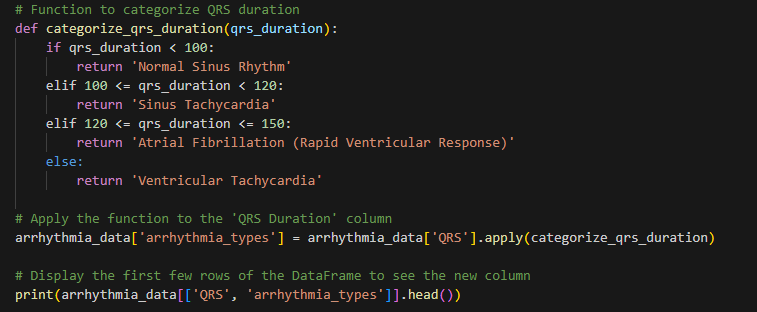 # Function to categorize QRS duration
def categorize_qrs_duration(qrs_duration):
    if qrs_duration < 100:
        return 'Normal Sinus Rhythm'
    elif 100 <= qrs_duration < 120:
        return 'Sinus Tachycardia'
    elif 120 <= qrs_duration <= 150:
        return 'Atrial Fibrillation (Rapid Ventricular Response)'
    else:
        return 'Ventricular Tachycardia'

# Apply the function to the 'QRS Duration' column
arrhythmia_data['arrhythmia_types'] = arrhythmia_data['QRS'].apply(categorize_qrs_duration)

# Display the first few rows of the DataFrame to see the new column
print(arrhythmia_data[['QRS', 'arrhythmia_types']].head())